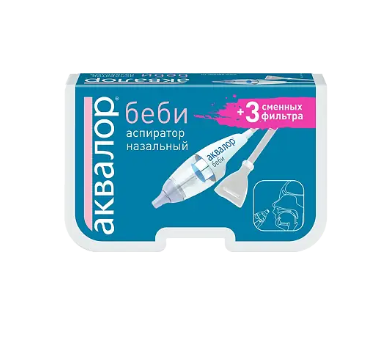 аквалор®
беби
аспиратор
назальный
+3 сменных
фильтра
аквалор
беби